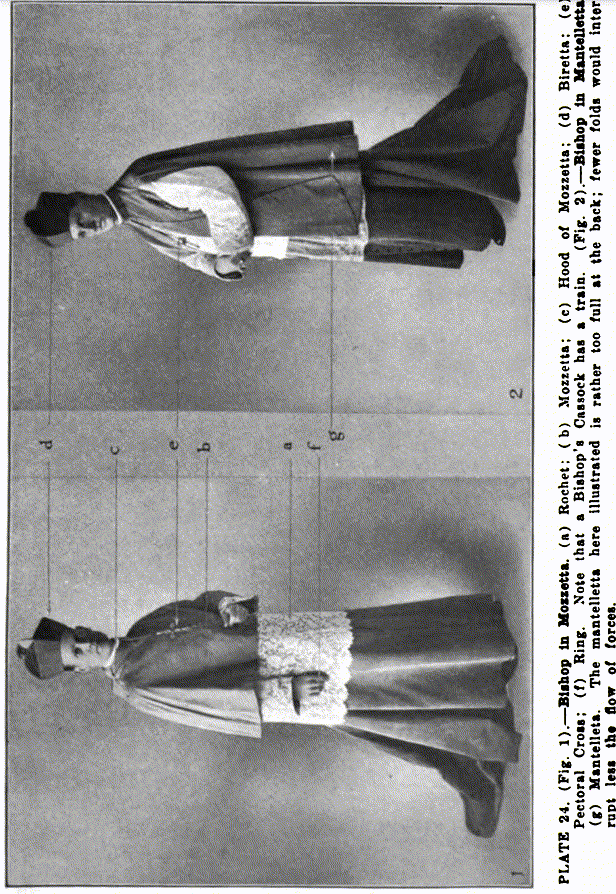 d
c
e
b
a
f
g
1
2
PLATE 24. (Fig. 1).—Bishop in Mozzetta. (a) Rochet; (b) Mozzetta; (c) Hood of Mozzetta; (d) Biretta; (e)
Pectoral Cross; (f) Ring. Note that a Bishop's Cassock has a train. (Fig. 2).—Bishop in Mantelletta
(g) Mantelleta. The mantelletta here illustrated is rather too full at the back; fewer folds would inter
rupt less the flow of forces.